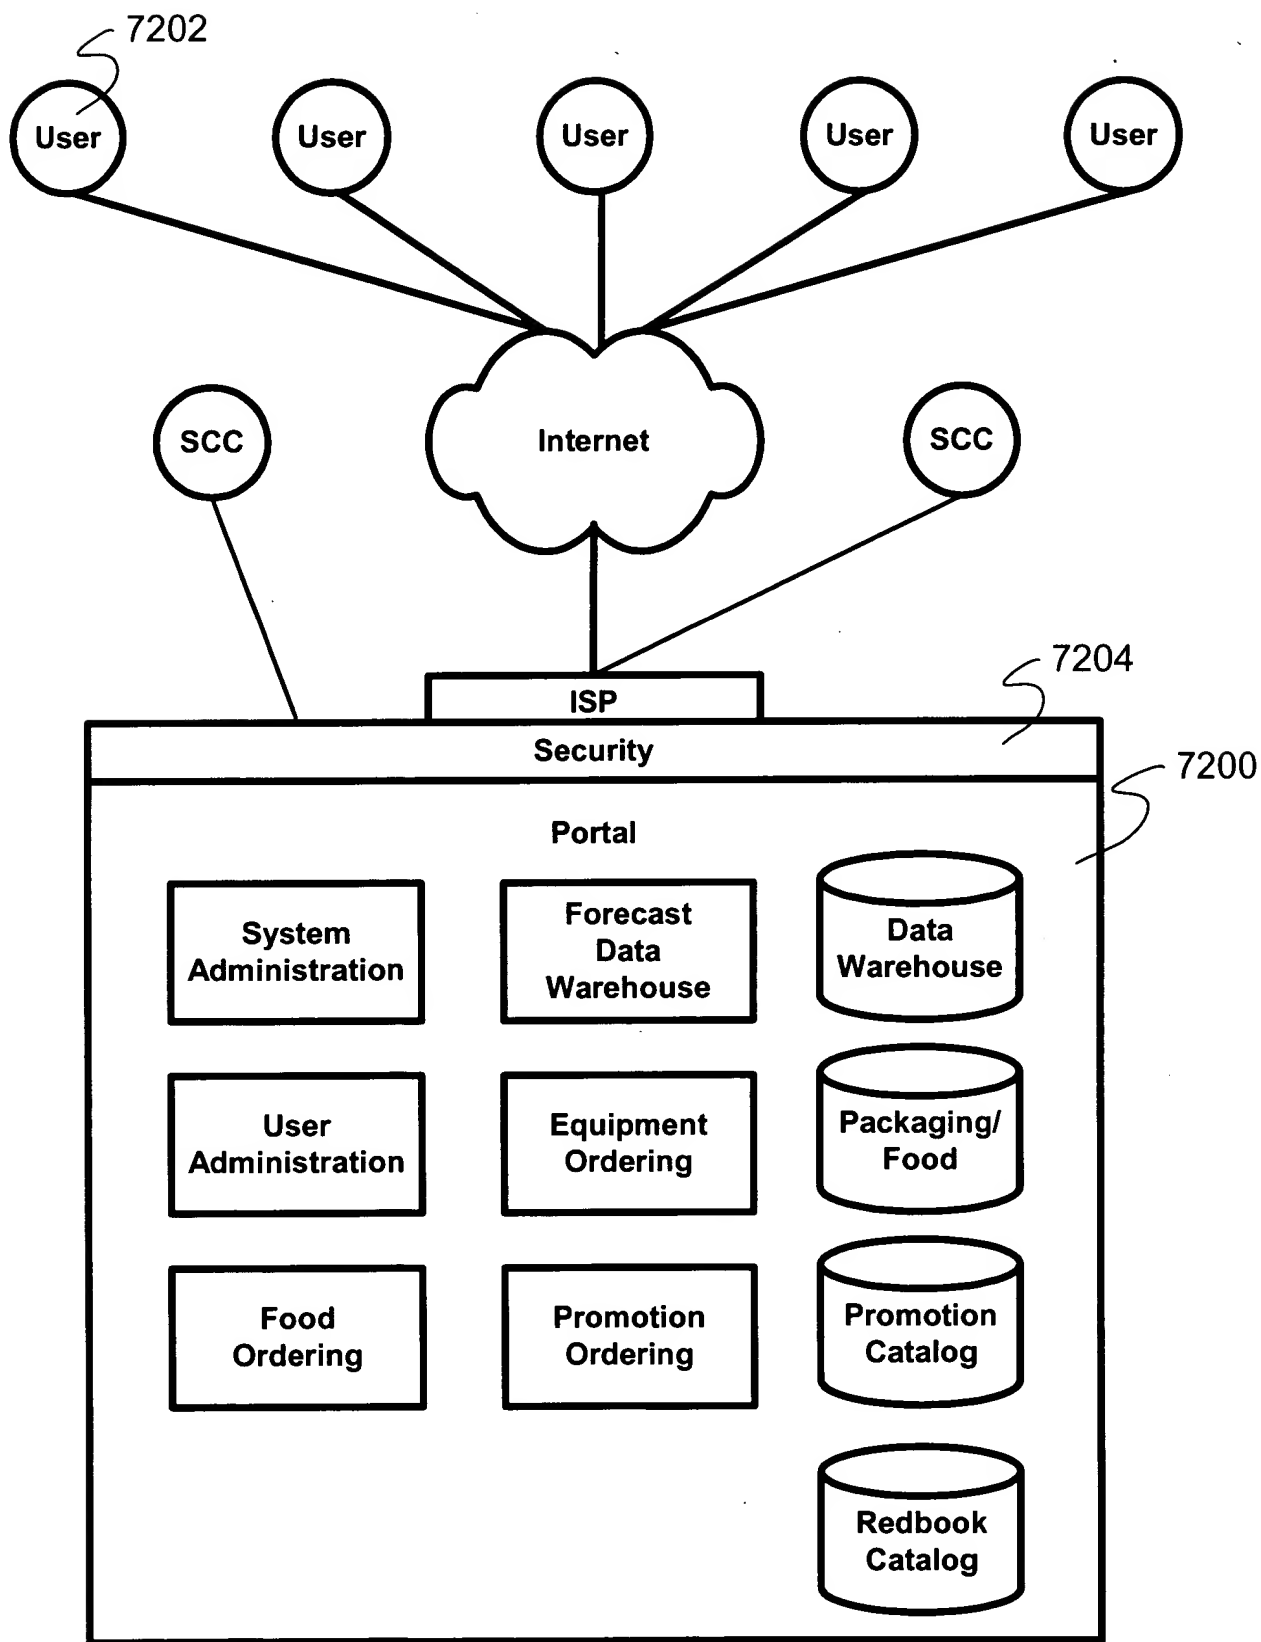 7202
User
User
User
User
User
SCC
Internet
SCC
7204
ISP
Security
7200
Portal
System
Administration
Forecast
Data
Warehouse
Data
Warehouse
User
Administration
Equipment
Ordering
Packaging/
Food
Food
Ordering
Promotion
Ordering
Promotion
Catalog
Redbook
Catalog